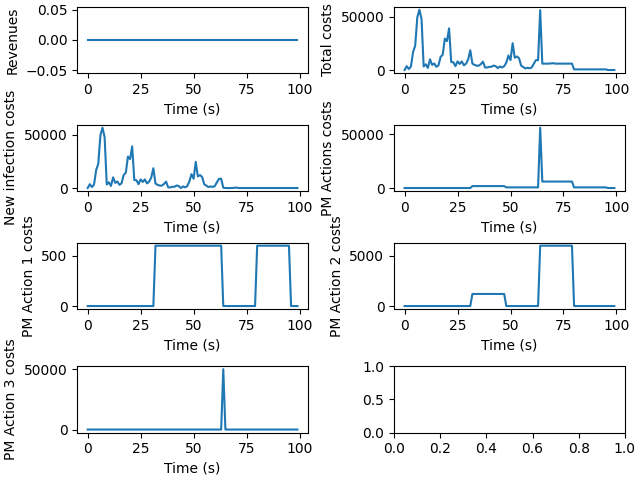 Revenues
0.05
0.00
−0.05
0 25 50 75 100
Time (s)
Total costs
50000
0
0 25 50 75 100
Time (s)
New infection costs
50000
0
0 25 50 75 100
Time (s)
PM Actions costs
50000
0
0 25 50 75 100
Time (s)
PM Action 1 costs
500
0
0 25 50 75 100
Time (s)
PM Action 2 costs
5000
0
0 25 50 75 100
Time (s)
PM Action 3 costs
50000
0
0 25 50 75 100
Time (s)
1.0
0.5
0.0
0.0 0.2 0.4 0.6 0.8 1.0